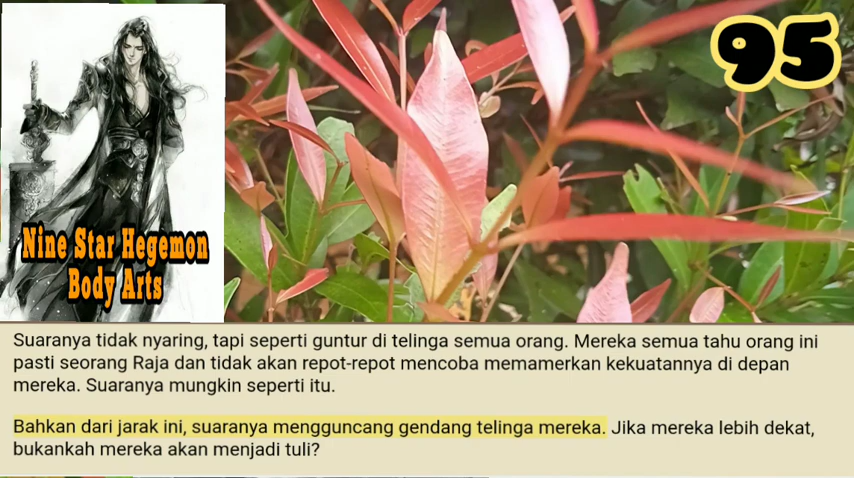 95
Nine Star Hegemon
Body Arts
Suaranya tidak nyaring, tapi seperti guntur di telinga semua orang. Mereka semua tahu orang ini
pasti seorang Raja dan tidak akan repot-repot mencoba memamerkan kekuatannya di depan
mereka. Suaranya mungkin seperti itu.
Bahkan dari jarak ini, suaranya mengguncang gendang telinga mereka. Jika mereka lebih dekat,
bukankah mereka akan menjadi tuli?